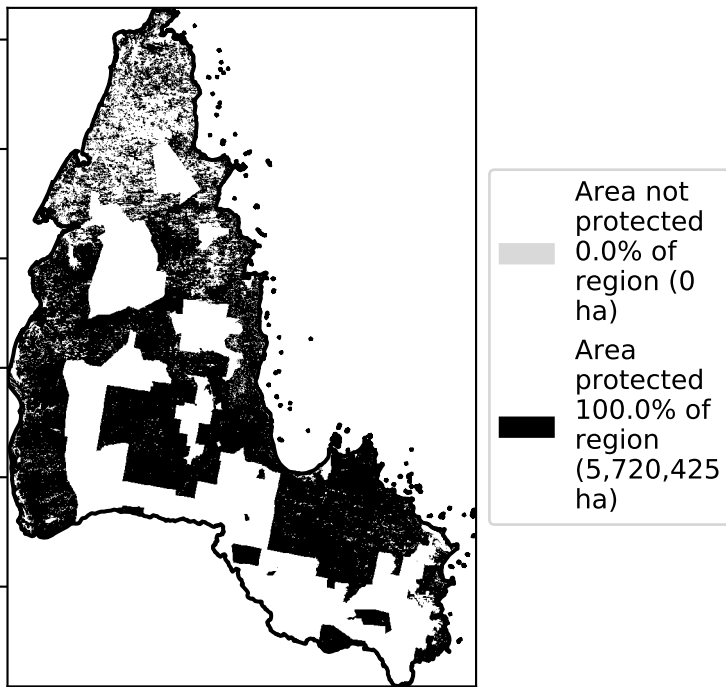 Area not
protected
0.0% of
region (0
ha)
Area
protected
100.0% of
region
(5,720,425
ha)